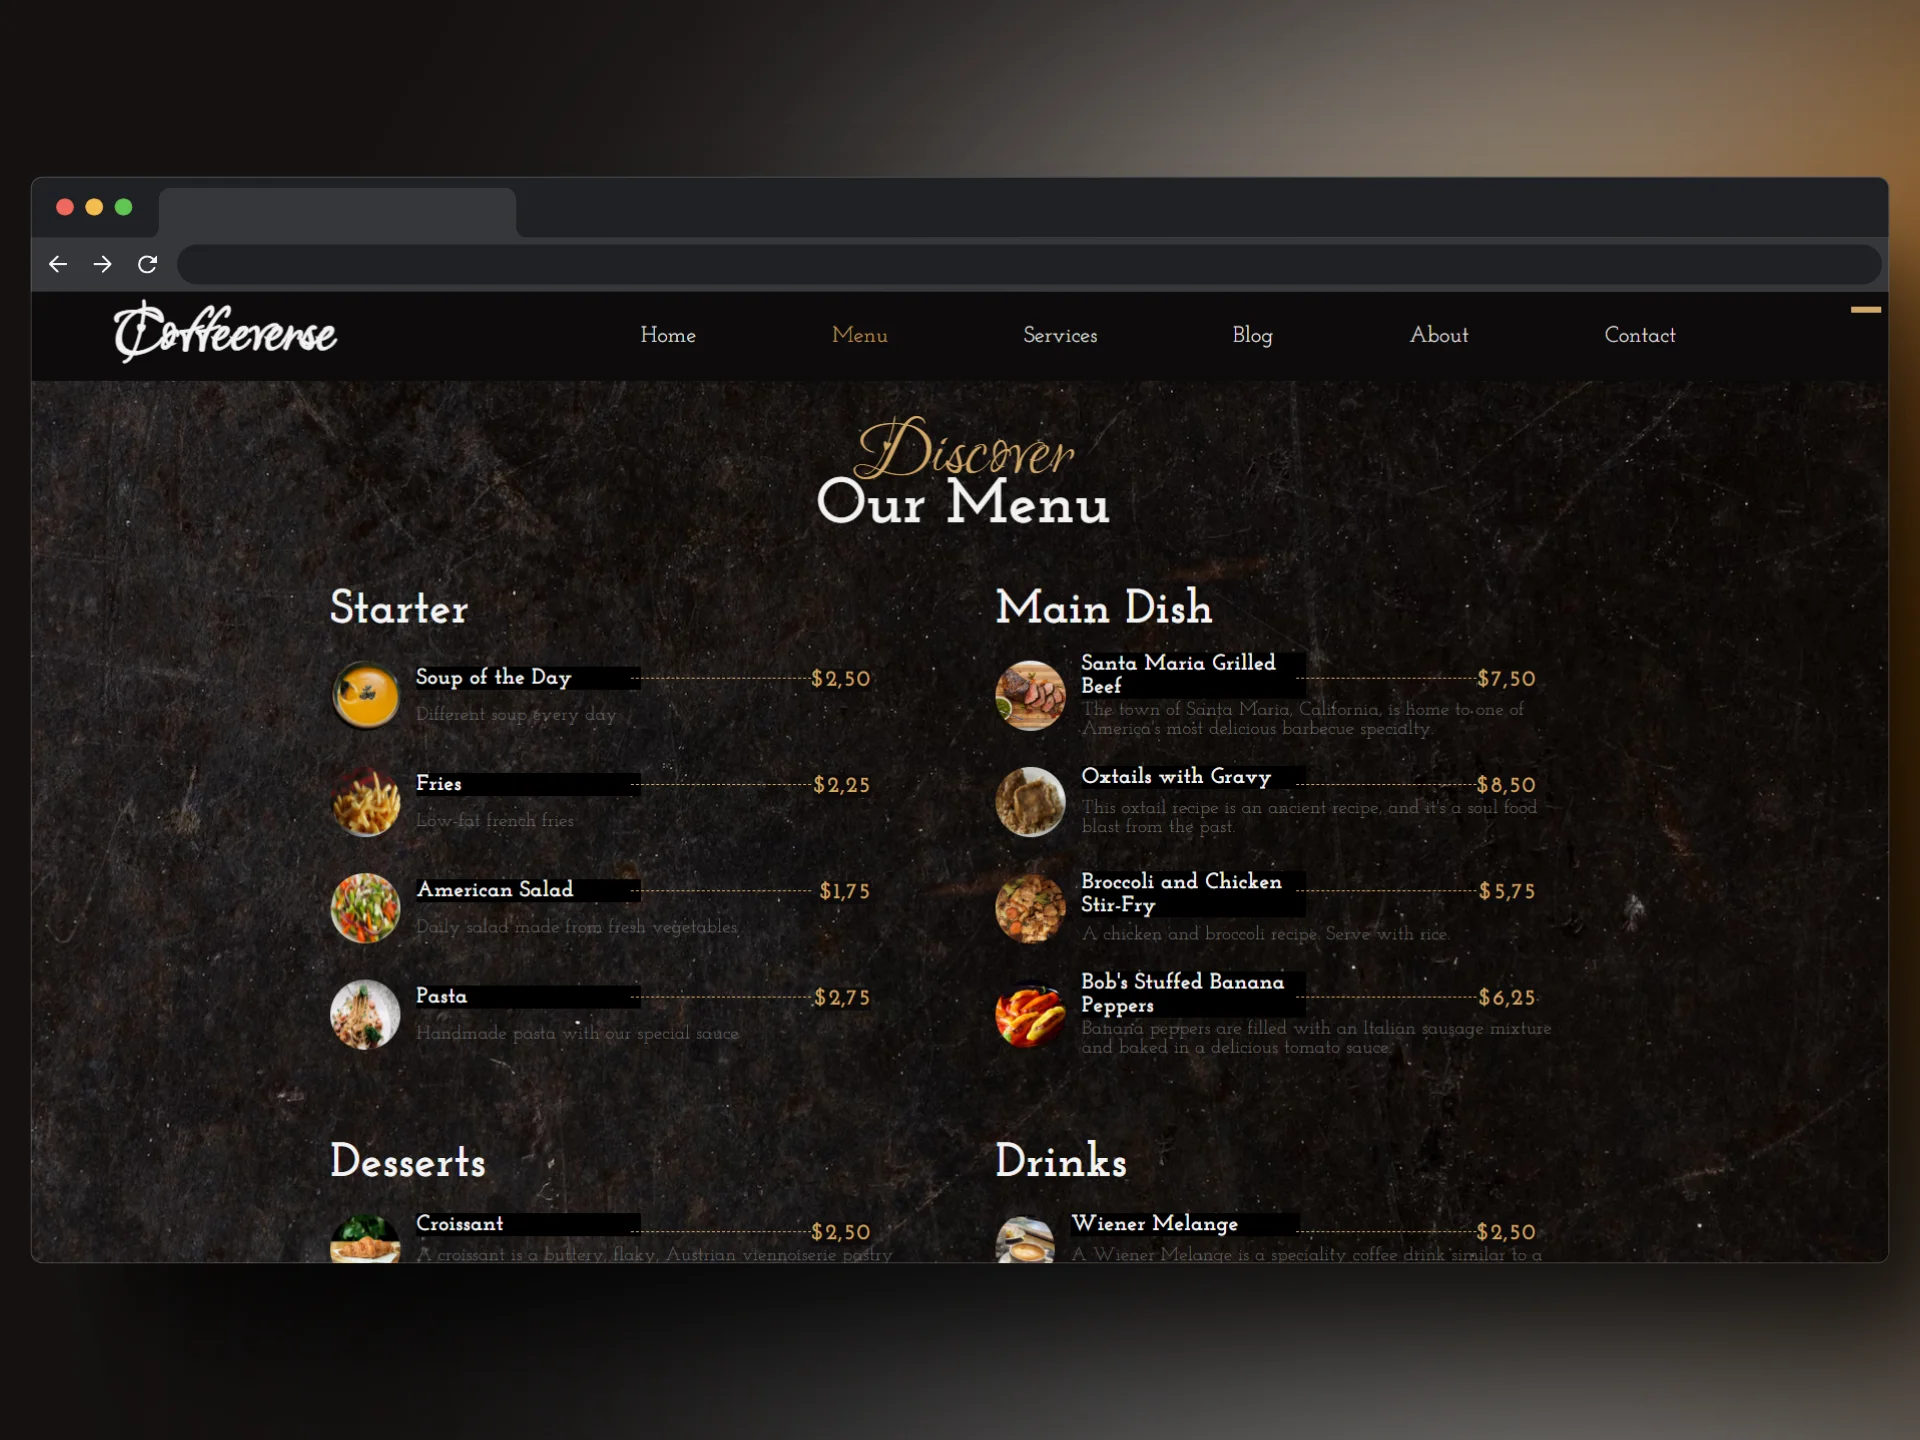 Coffeeverse
Home Menu Services Blog About Contact
Discover
Our Menu
Starter
Soup of the Day $2,50
Different soup every day
Fries $2,25
Low-fat french fries
American Salad $1,75
Daily salad made from fresh vegetables
Pasta $2,75
Handmade pasta with our special sauce
Main Dish
Santa Maria Grilled
Beef $7,50
The town of Santa Maria, California, is home to one of
America's most delicious barbecue specialty.
Oxtails with Gravy $8,50
This oxtail recipe is an ancient recipe, and it's a soul food
blast from the past.
Broccoli and Chicken
Stir-Fry $5,75
A chicken and broccoli recipe. Serve with rice.
Bob's Stuffed Banana
Peppers $6,25
Banana peppers are filled with an Italian sausage mixture
and baked in a delicious tomato sauce.
Desserts
Croissant $2,50
A croissant is a buttery, flaky, Austrian viennoiserie pastry
Drinks
Wiener Melange $2,50
A Wiener Melange is a speciality coffee drink similar to a